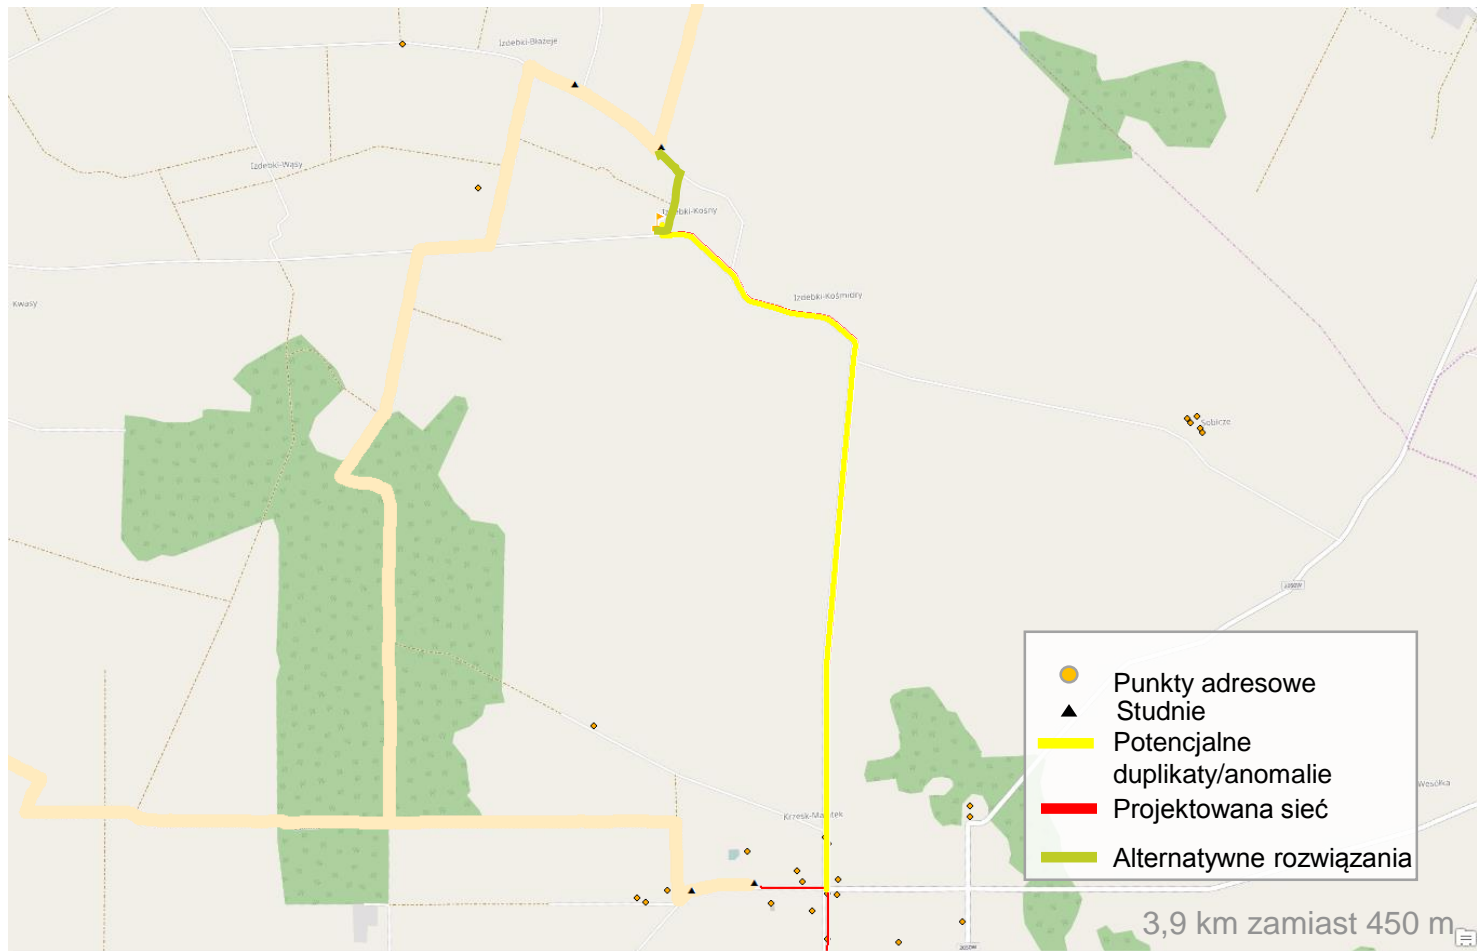 Izdebki-Błażeje
Izdebki-Wąsy
Izdebki-Kosny
Izdebki-Kośmidry
Kwasy
Sobicze
Krzesk-Majątek
Wesółka
Punkty adresowe
Studnie
Potencjalne
duplikaty/anomalie
Projektowana sieć
Alternatywne rozwiązania
3,9 km zamiast 450 m